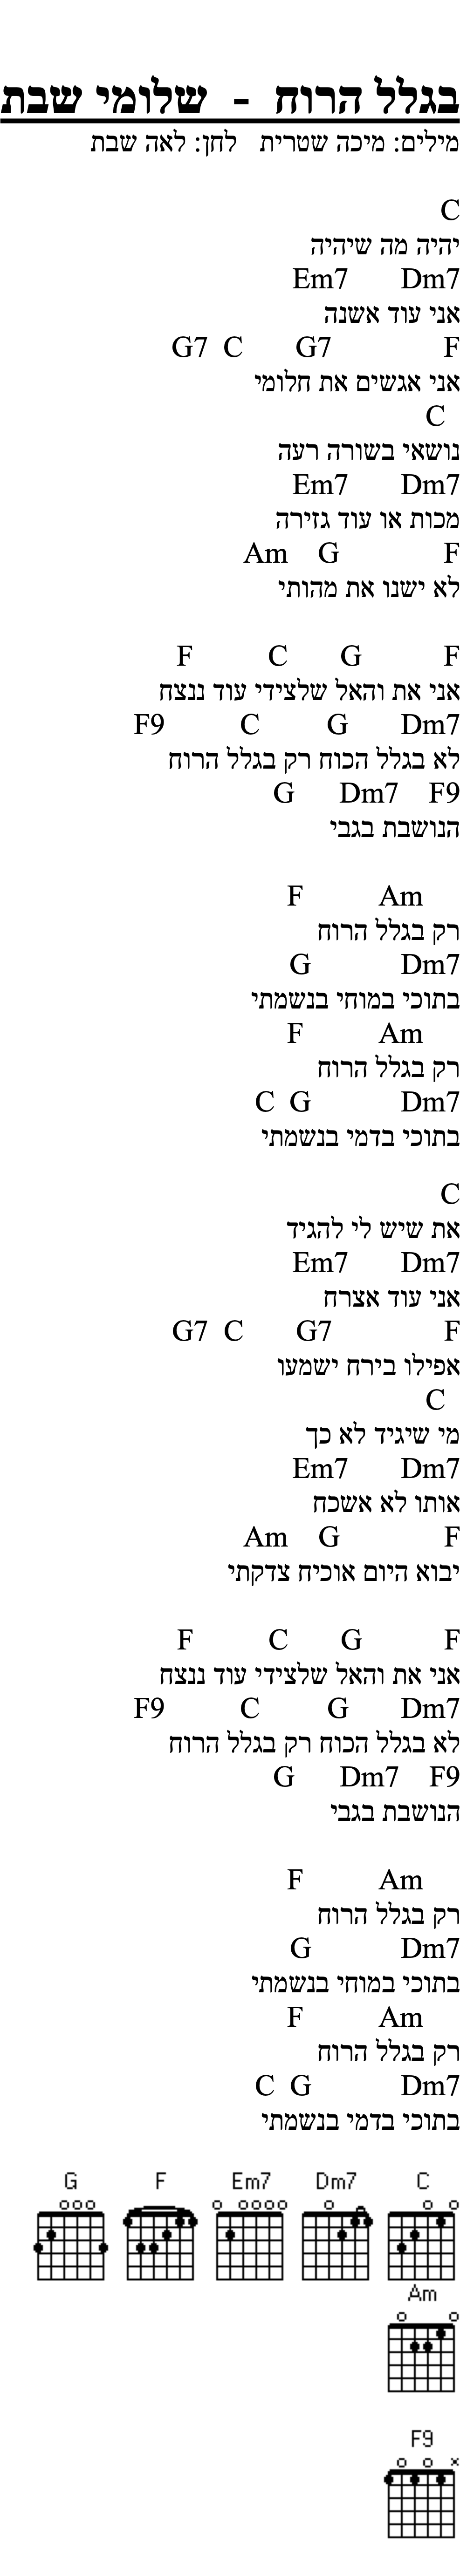 בגלל הרוח - שלומי שבת
מילים: מיכה שטרית לחן: לאה שבת
C
יהיה מה שיהיה
Dm7 Em7
אני עוד אשנה
F G7 C G7
אני אגשים את חלומי
C
נושאי בשורה רעה
Dm7 Em7
מכות או עוד גזירה
F G Am
לא ישנו את מהותי
F G C F
אני את והאל שלצידי עוד ננצח
Dm7 G C F9
לא בגלל הכוח רק בגלל הרוח
F9 Dm7 G
הנושבת בגבי
Am F
רק בגלל הרוח
Dm7 G
בתוכי במוחי בנשמתי
Am F
רק בגלל הרוח
Dm7 G C
בתוכי בדמי בנשמתי
C
את שיש לי להגיד
Dm7 Em7
אני עוד אצרח
F G7 C G7
אפילו בירח ישמעו
C
מי שיגיד לא כך
Dm7 Em7
אותו לא אשכח
F G Am
יבוא היום אוכיח צדקתי
F G C F
אני את והאל שלצידי עוד ננצח
Dm7 G C F9
לא בגלל הכוח רק בגלל הרוח
F9 Dm7 G
הנושבת בגבי
Am F
רק בגלל הרוח
Dm7 G
בתוכי במוחי בנשמתי
Am F
רק בגלל הרוח
Dm7 G C
בתוכי בדמי בנשמתי
C Dm7 Em7 F G
Am
F9